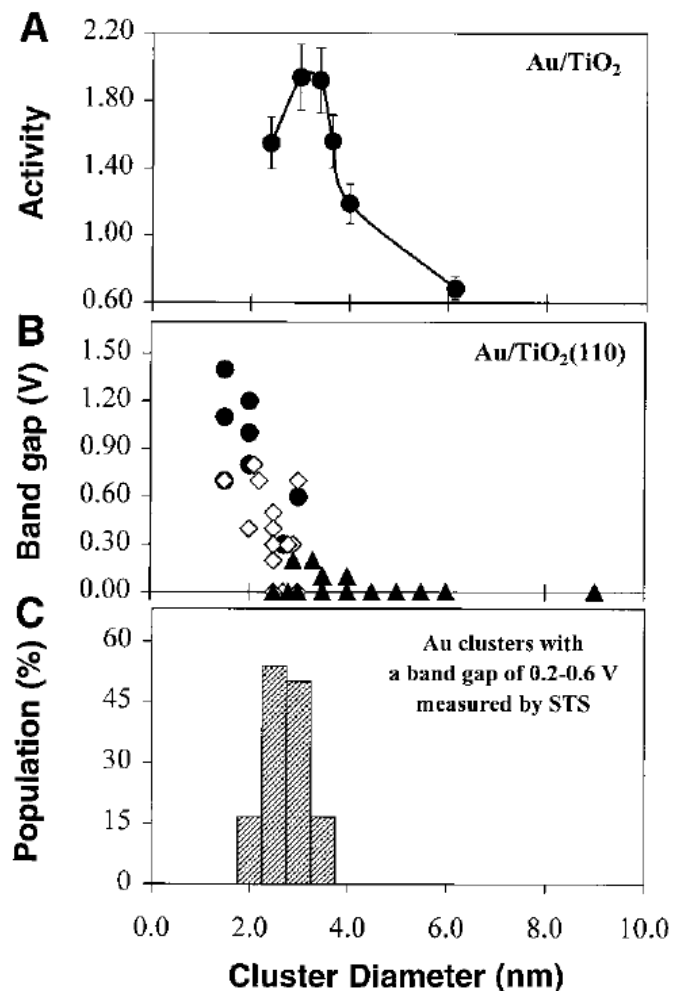 A
2.20
1.80
1.40
1.00
0.60
Activity
Au/TiO₂
B
1.50
1.20
0.90
0.60
0.30
0.00
Band gap (V)
Au/TiO₂(110)
C
60
45
30
15
0
Population (%)
Au clusters with
a band gap of 0.2-0.6 V
measured by STS
0.0 2.0 4.0 6.0 8.0 10.0
Cluster Diameter (nm)